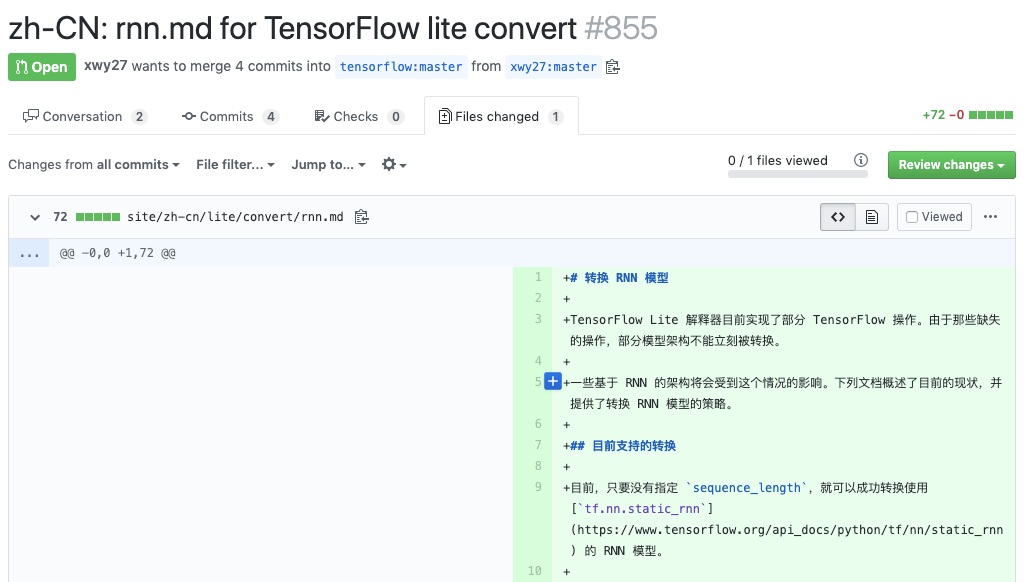 zh-CN: rnn.md for TensorFlow lite convert #855
Open xwy27 wants to merge 4 commits into tensorflow:master from xwy27:master
Conversation 2 Commits 4 Checks 0 Files changed 1 +72 −0
Changes from all commits File filter... Jump to... 0 / 1 files viewed Review changes
72 site/zh-cn/lite/convert/rnn.md Viewed
... @@ -0,0 +1,72 @@
1 +# 转换 RNN 模型
2 +
3 +TensorFlow Lite 解释器目前实现了部分 TensorFlow 操作。由于那些缺失
的操作，部分模型架构不能立刻被转换。
4 +
5 +一些基于 RNN 的架构将会受到这个情况的影响。下列文档概述了目前的现状，并
提供了转换 RNN 模型的策略。
6 +
7 +## 目前支持的转换
8 +
9 +目前，只要没有指定 `sequence_length`，就可以成功转换使用
[`tf.nn.static_rnn`]
(https://www.tensorflow.org/api_docs/python/tf/nn/static_rnn
) 的 RNN 模型。
10 +